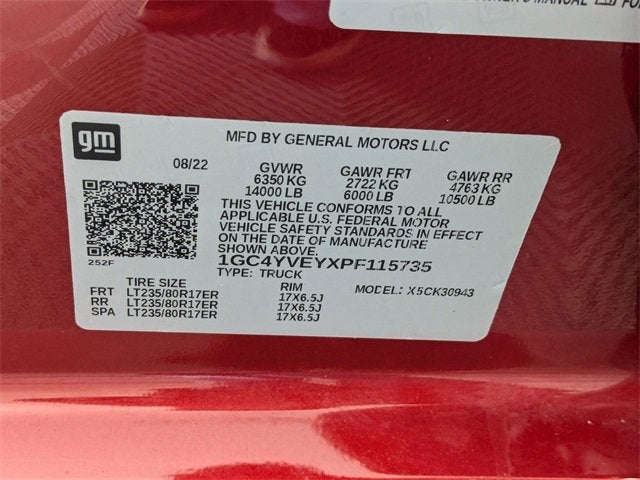 OWNER'S MANUAL
gm
MFD BY GENERAL MOTORS LLC
08/22 GVWR GAWR FRT GAWR RR
6350 KG 2722 KG 4763 KG
14000 LB 6000 LB 10500 LB
THIS VEHICLE CONFORMS TO ALL
APPLICABLE U.S. FEDERAL MOTOR
VEHICLE SAFETY STANDARDS IN EFFECT
ON THE DATE OF MANUFACTURE
SHOWN ABOVE.
252F 1GC4YVEYXPF115735
TYPE: TRUCK
TIRE SIZE RIM MODEL: X5CK30943
FRT LT235/80R17ER 17X6.5J
RR LT235/80R17ER 17X6.5J
SPA LT235/80R17ER 17X6.5J